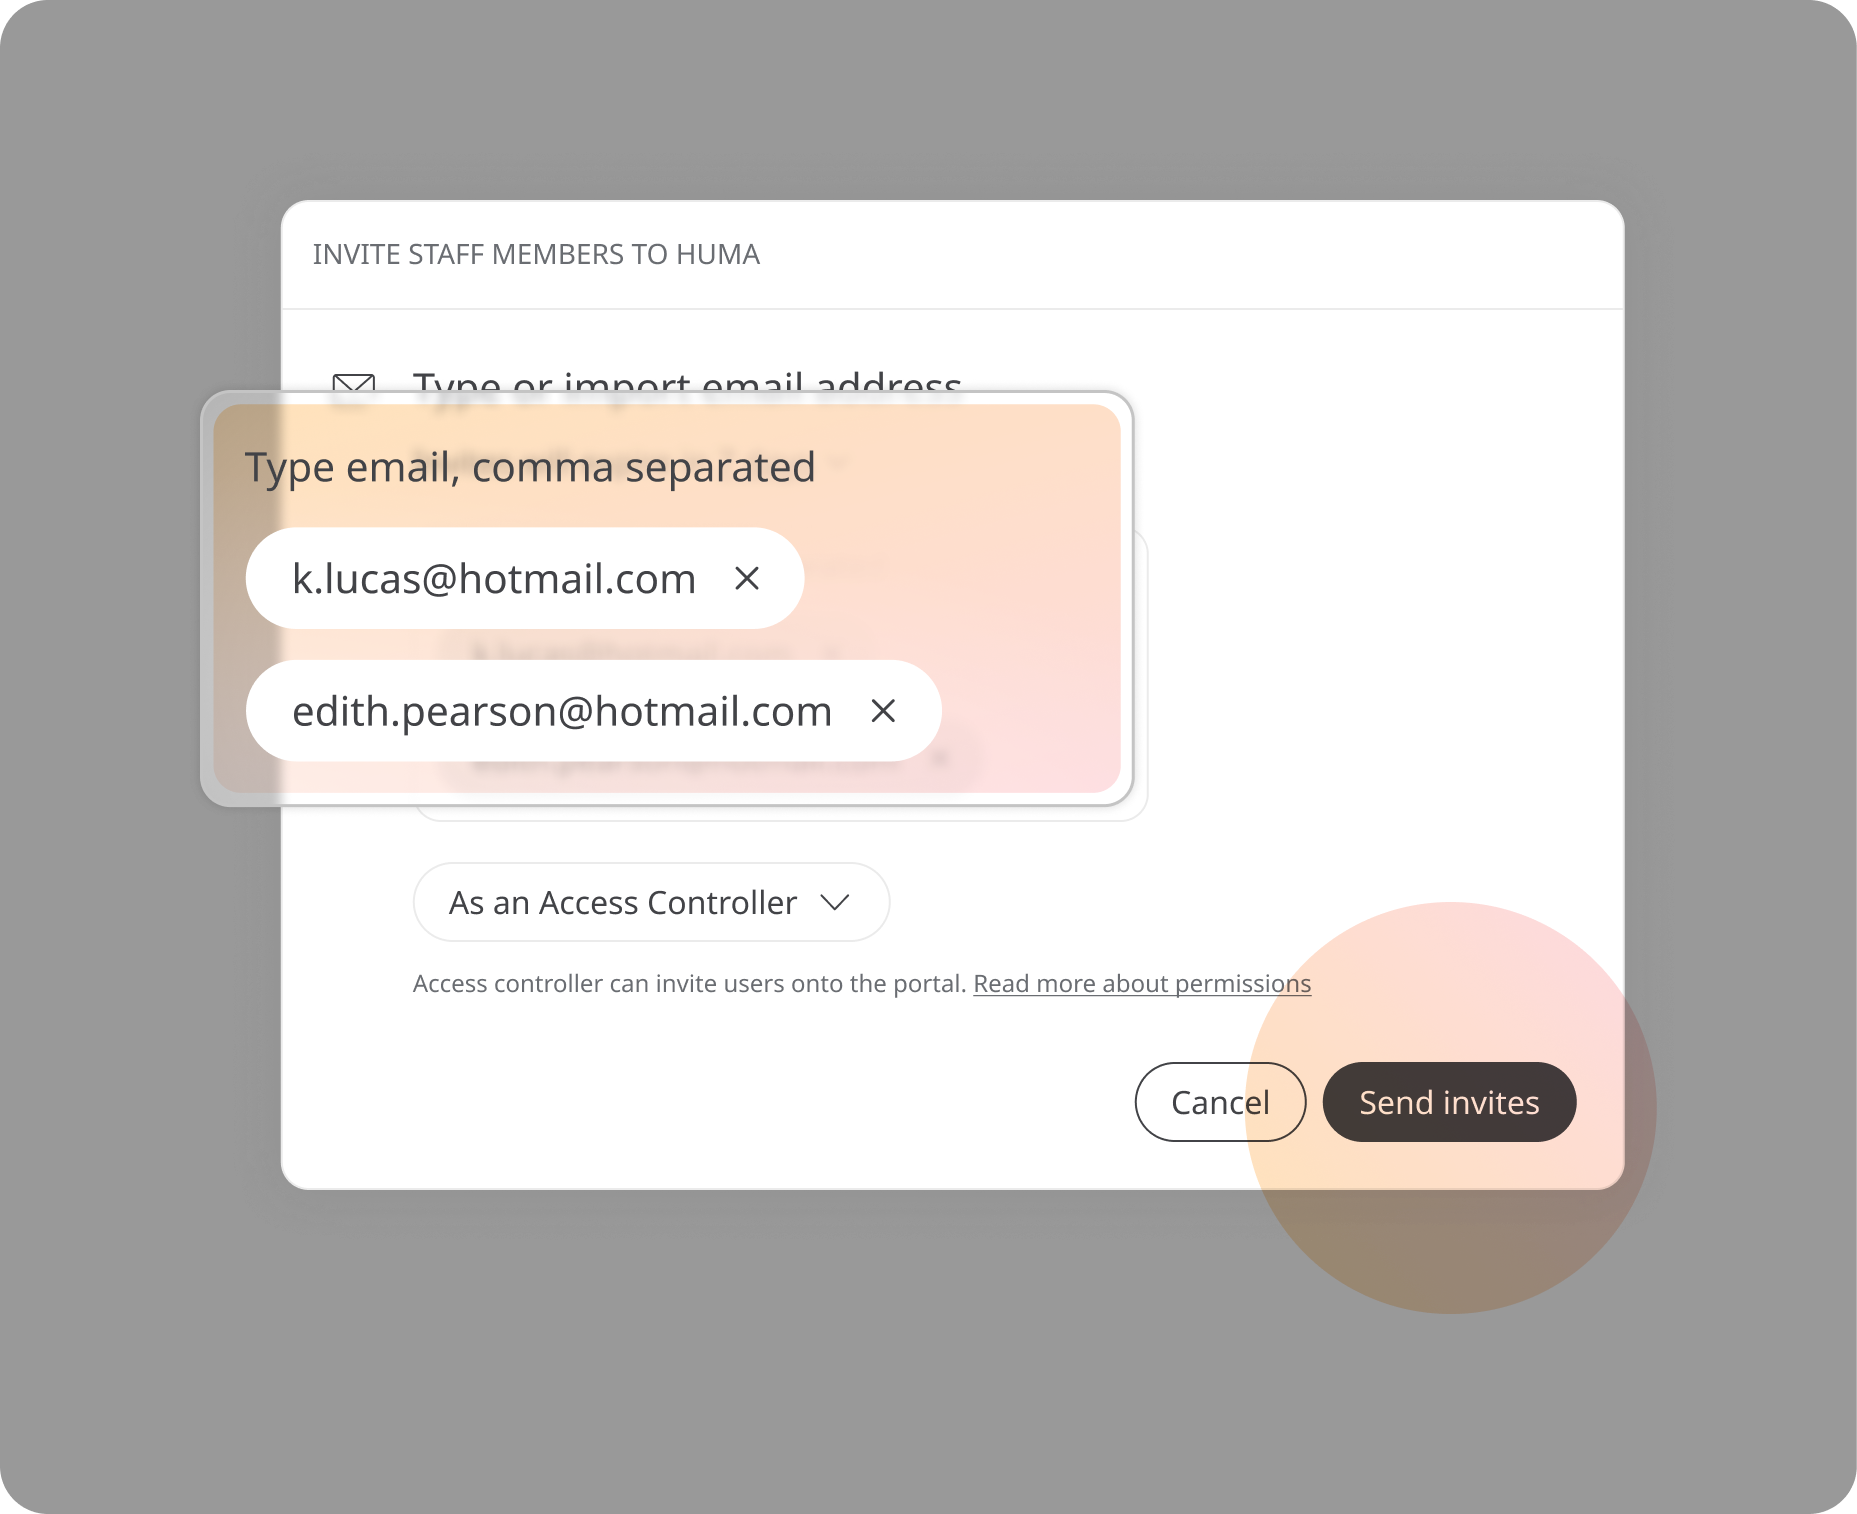 INVITE STAFF MEMBERS TO HUMA
Type or import email address
Type email, comma separated
k.lucas@hotmail.com
edith.pearson@hotmail.com
As an Access Controller
Access controller can invite users onto the portal. Read more about permissions
Cancel
Send invites